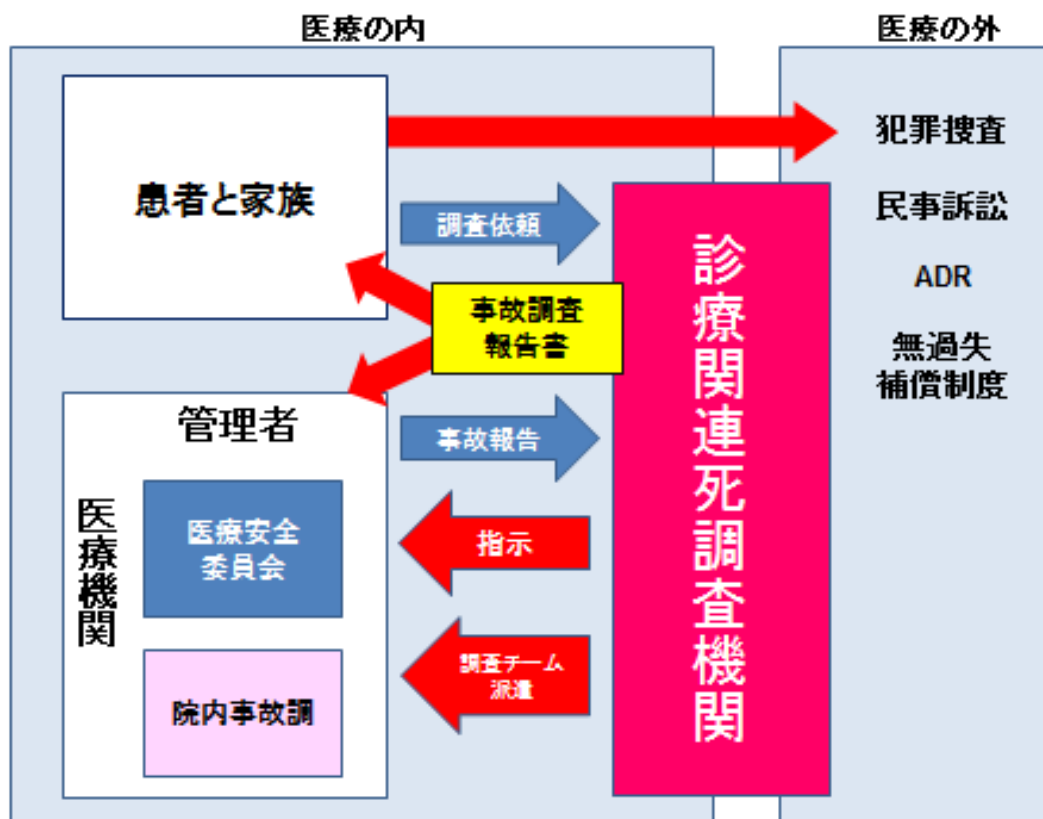 医療の内
医療の外
患者と家族
犯罪捜査
民事訴訟
ADR
無過失
補償制度
調査依頼
事故調査
報告書
診療関連死調査機関
管理者
医療機関
医療安全
委員会
院内事故調
事故報告
指示
調査チーム
派遣